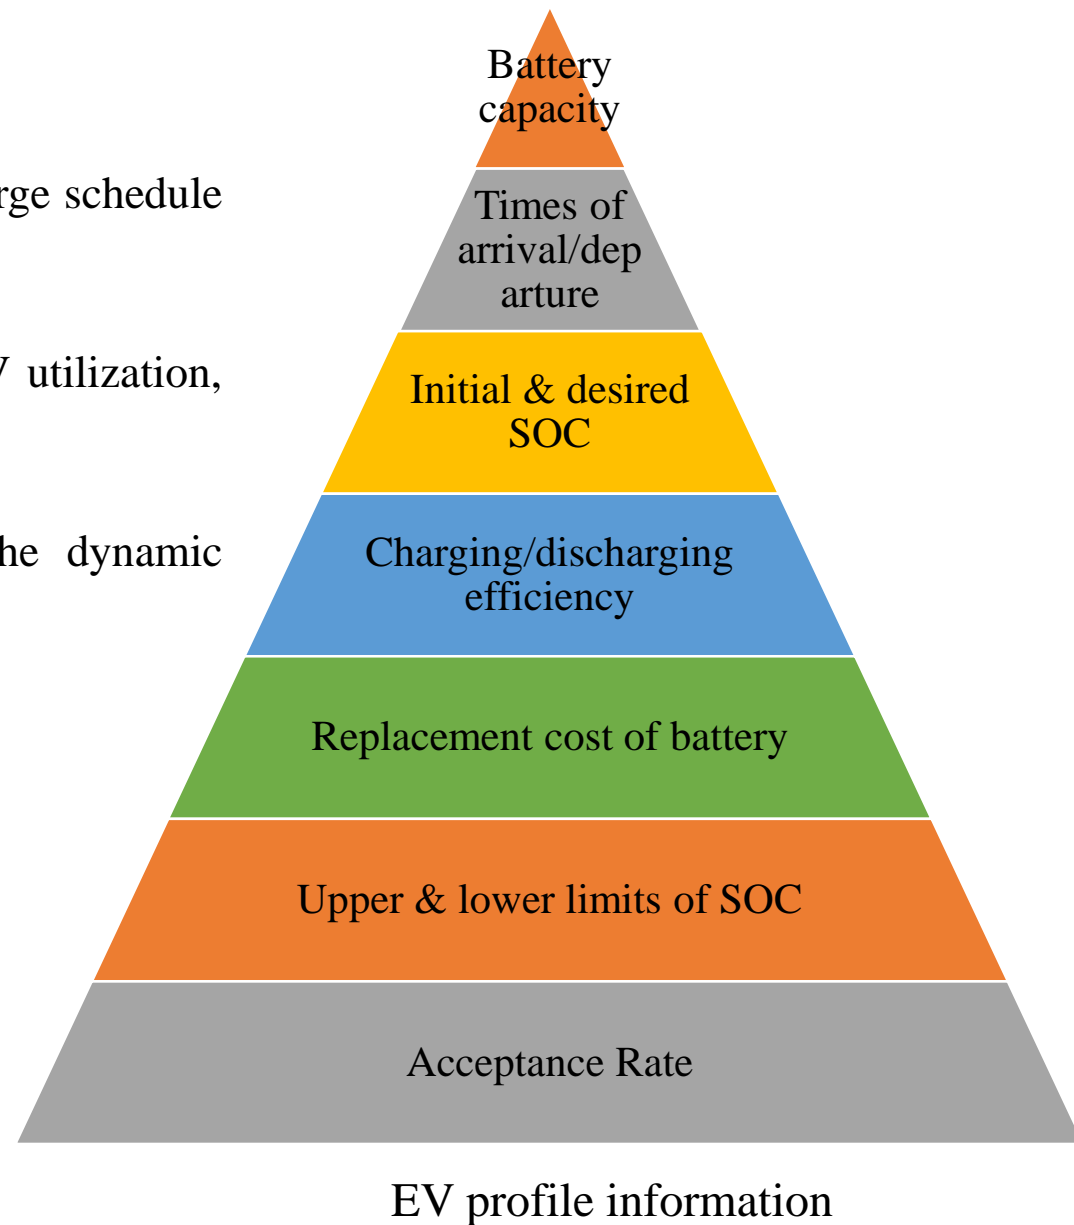 Battery
capacity
rge schedule
Times of
arrival/dep
arture
utilization,
Initial & desired
SOC
he dynamic
Charging/discharging
efficiency
Replacement cost of battery
Upper & lower limits of SOC
Acceptance Rate
EV profile information